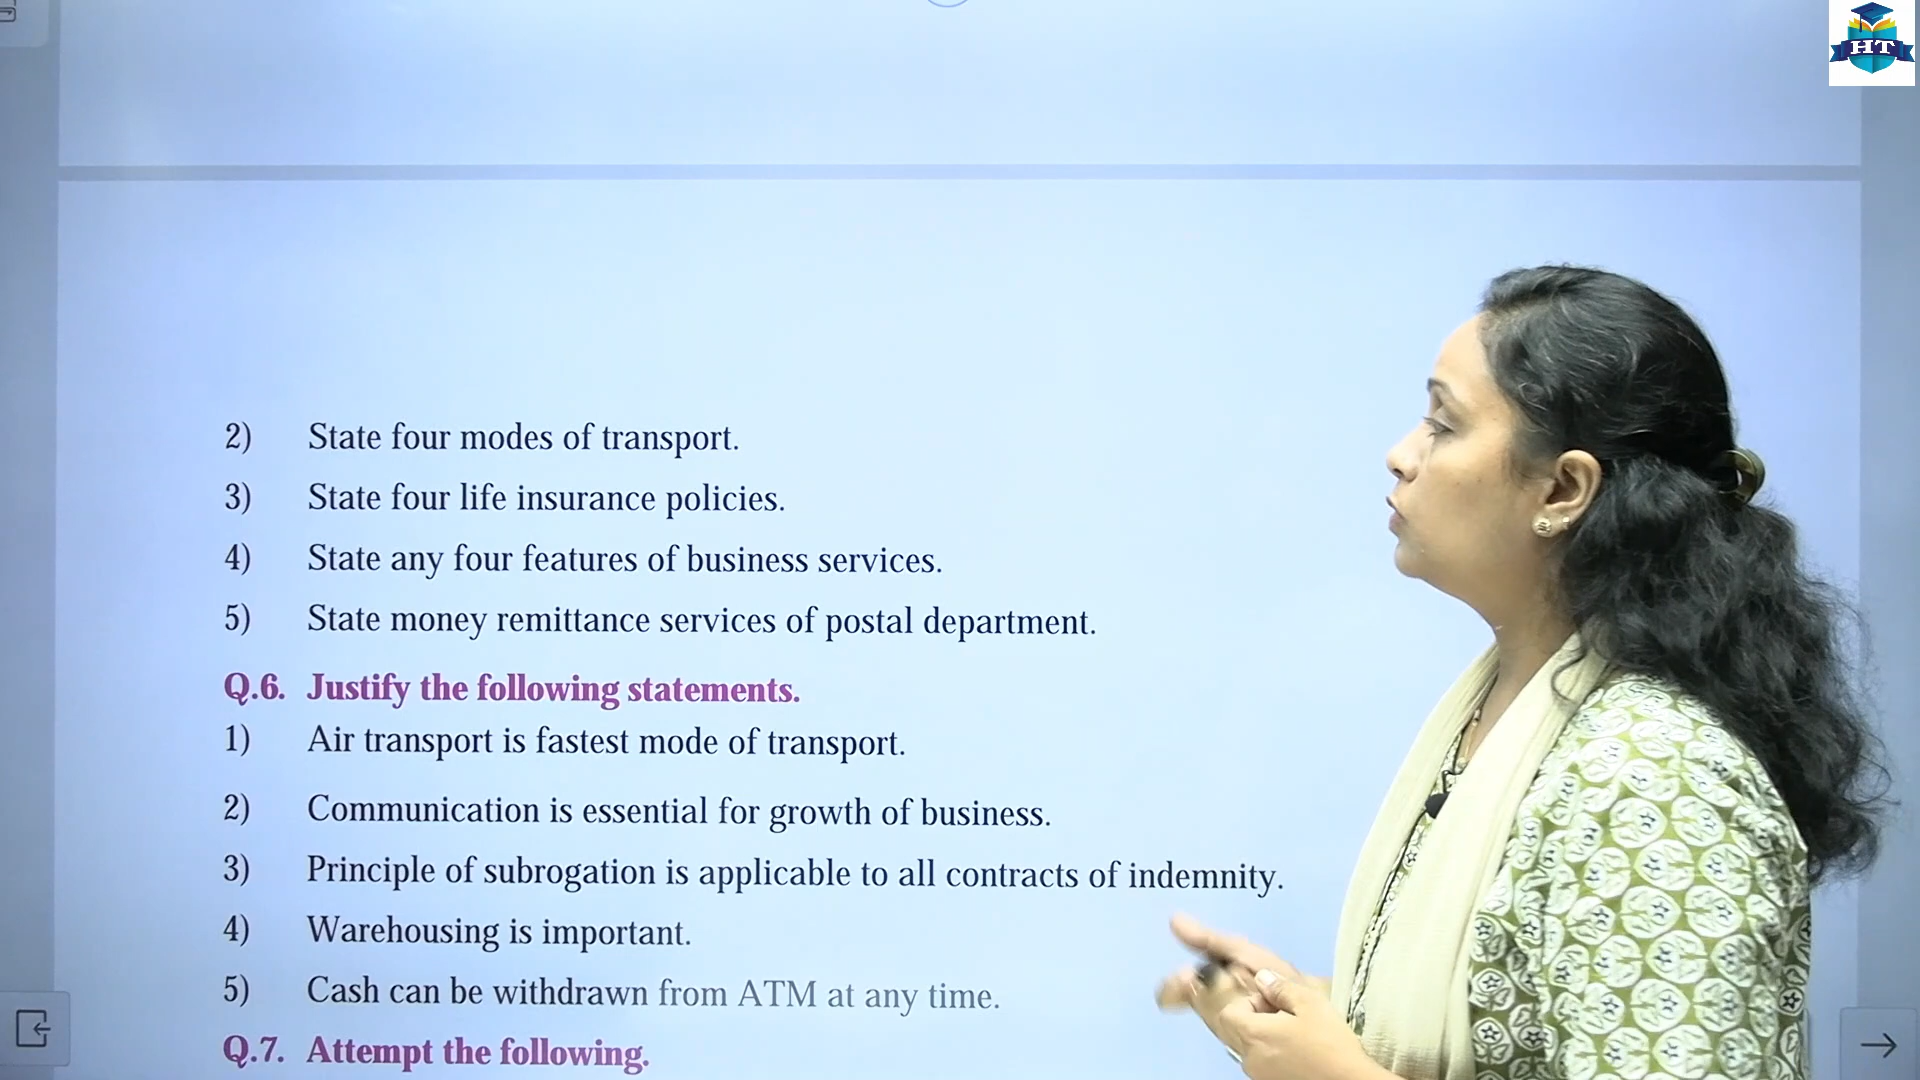 HT
2) State four modes of transport.
3) State four life insurance policies.
4) State any four features of business services.
5) State money remittance services of postal department.
Q.6. Justify the following statements.
1) Air transport is fastest mode of transport.
2) Communication is essential for growth of business.
3) Principle of subrogation is applicable to all contracts of indemnity.
4) Warehousing is important.
5) Cash can be withdrawn from ATM at any time.
Q.7. Attempt the following.